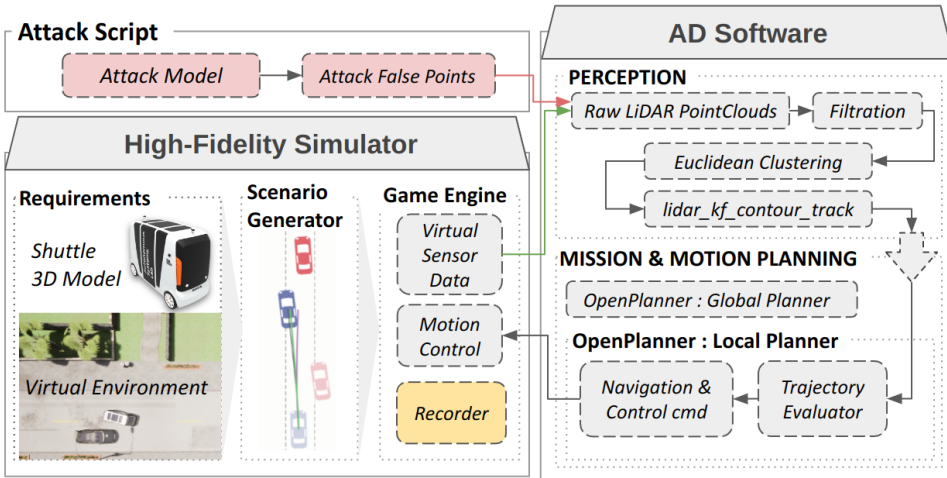 Attack Script
Attack Model
Attack False Points
High-Fidelity Simulator
Requirements
Shuttle
3D Model
Virtual Environment
Scenario
Generator
Game Engine
Virtual
Sensor
Data
Motion
Control
Recorder
AD Software
PERCEPTION
Raw LiDAR PointClouds
Filtration
Euclidean Clustering
lidar_kf_contour_track
MISSION & MOTION PLANNING
OpenPlanner : Global Planner
OpenPlanner : Local Planner
Navigation &
Control cmd
Trajectory
Evaluator